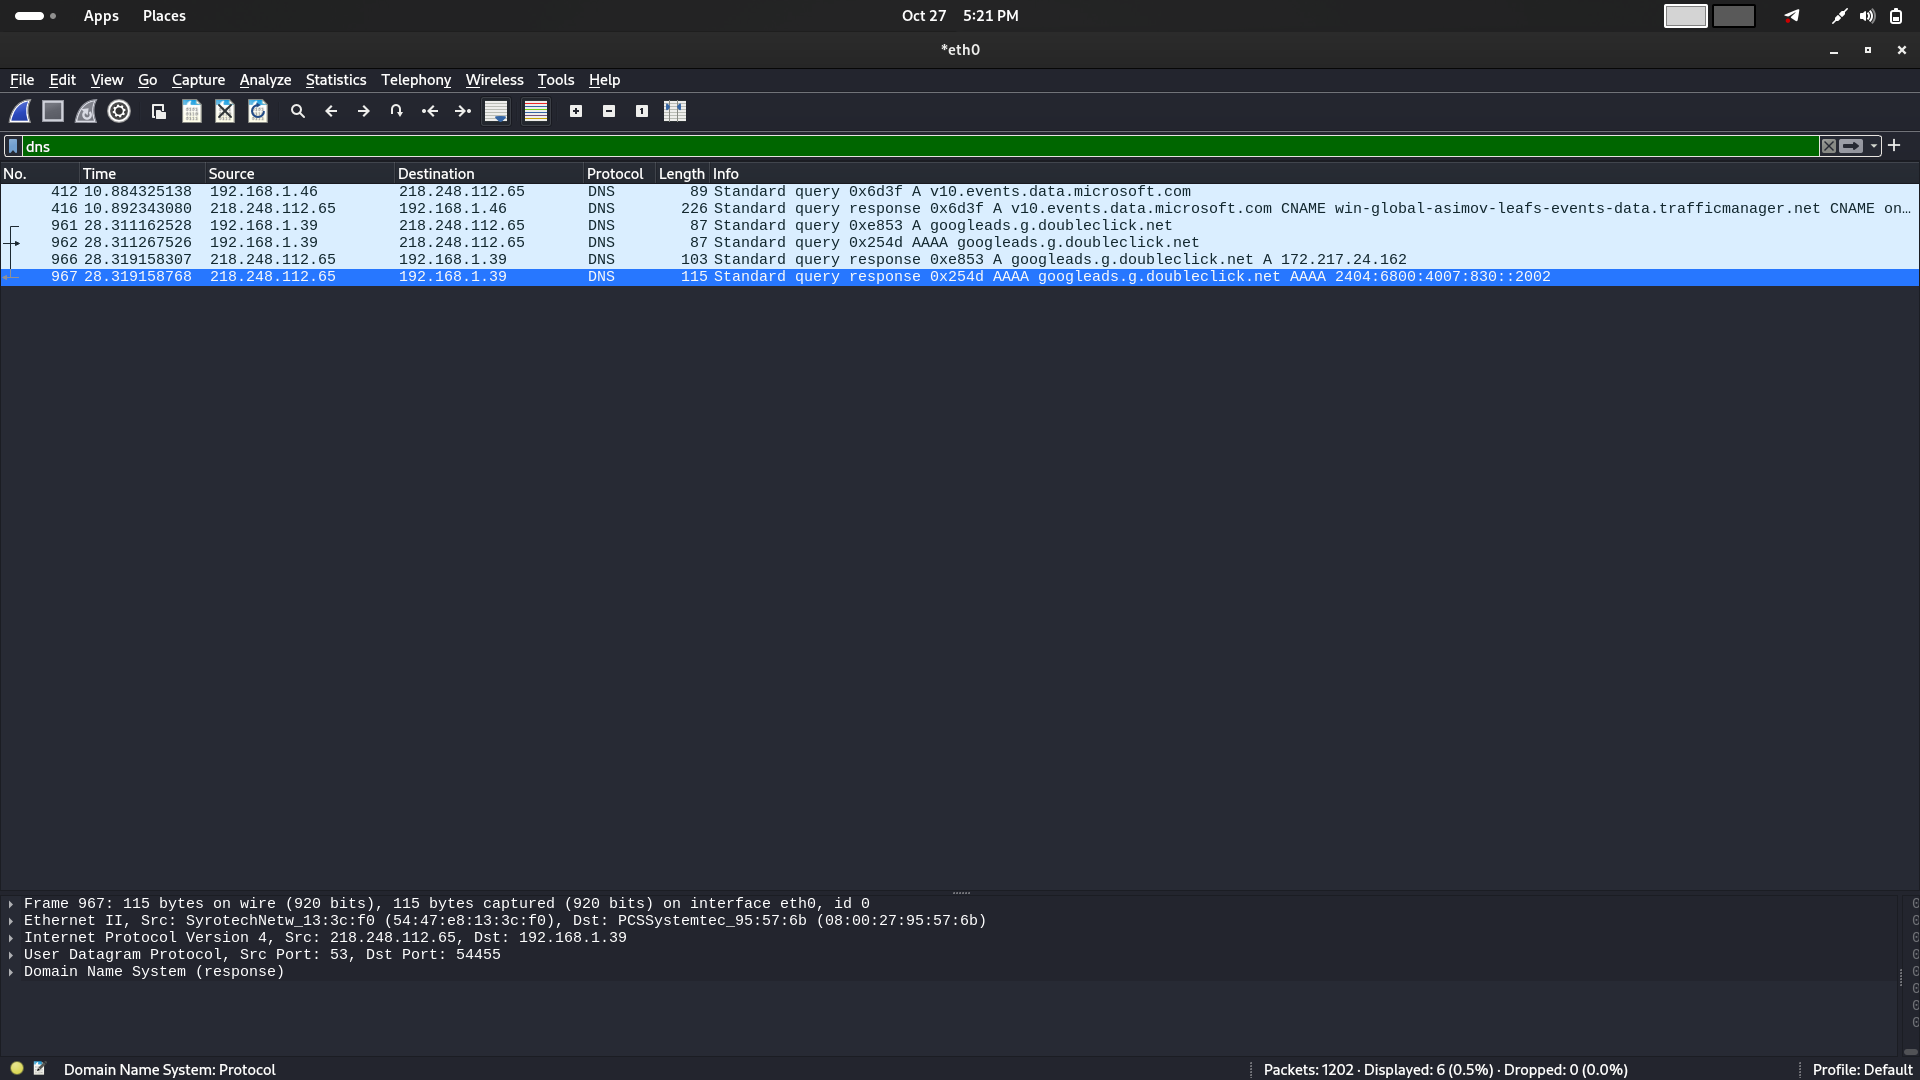 Apps Places Oct 27 5:21 PM
*eth0
File Edit View Go Capture Analyze Statistics Telephony Wireless Tools Help
dns
No. Time Source Destination Protocol Length Info
412 10.884325138 192.168.1.46 218.248.112.65 DNS 89 Standard query 0x6d3f A v10.events.data.microsoft.com
416 10.892343080 218.248.112.65 192.168.1.46 DNS 226 Standard query response 0x6d3f A v10.events.data.microsoft.com CNAME win-global-asimov-leafs-events-data.trafficmanager.net CNAME on…
961 28.311162528 192.168.1.39 218.248.112.65 DNS 87 Standard query 0xe853 A googleads.g.doubleclick.net
962 28.311267526 192.168.1.39 218.248.112.65 DNS 87 Standard query 0x254d AAAA googleads.g.doubleclick.net
966 28.319158307 218.248.112.65 192.168.1.39 DNS 103 Standard query response 0xe853 A googleads.g.doubleclick.net A 172.217.24.162
967 28.319158768 218.248.112.65 192.168.1.39 DNS 115 Standard query response 0x254d AAAA googleads.g.doubleclick.net AAAA 2404:6800:4007:830::2002
Frame 967: 115 bytes on wire (920 bits), 115 bytes captured (920 bits) on interface eth0, id 0
Ethernet II, Src: SyrotechNetw_13:3c:f0 (54:47:e8:13:3c:f0), Dst: PCSSystemtec_95:57:6b (08:00:27:95:57:6b)
Internet Protocol Version 4, Src: 218.248.112.65, Dst: 192.168.1.39
User Datagram Protocol, Src Port: 53, Dst Port: 54455
Domain Name System (response)
Domain Name System: Protocol Packets: 1202 · Displayed: 6 (0.5%) · Dropped: 0 (0.0%) Profile: Default